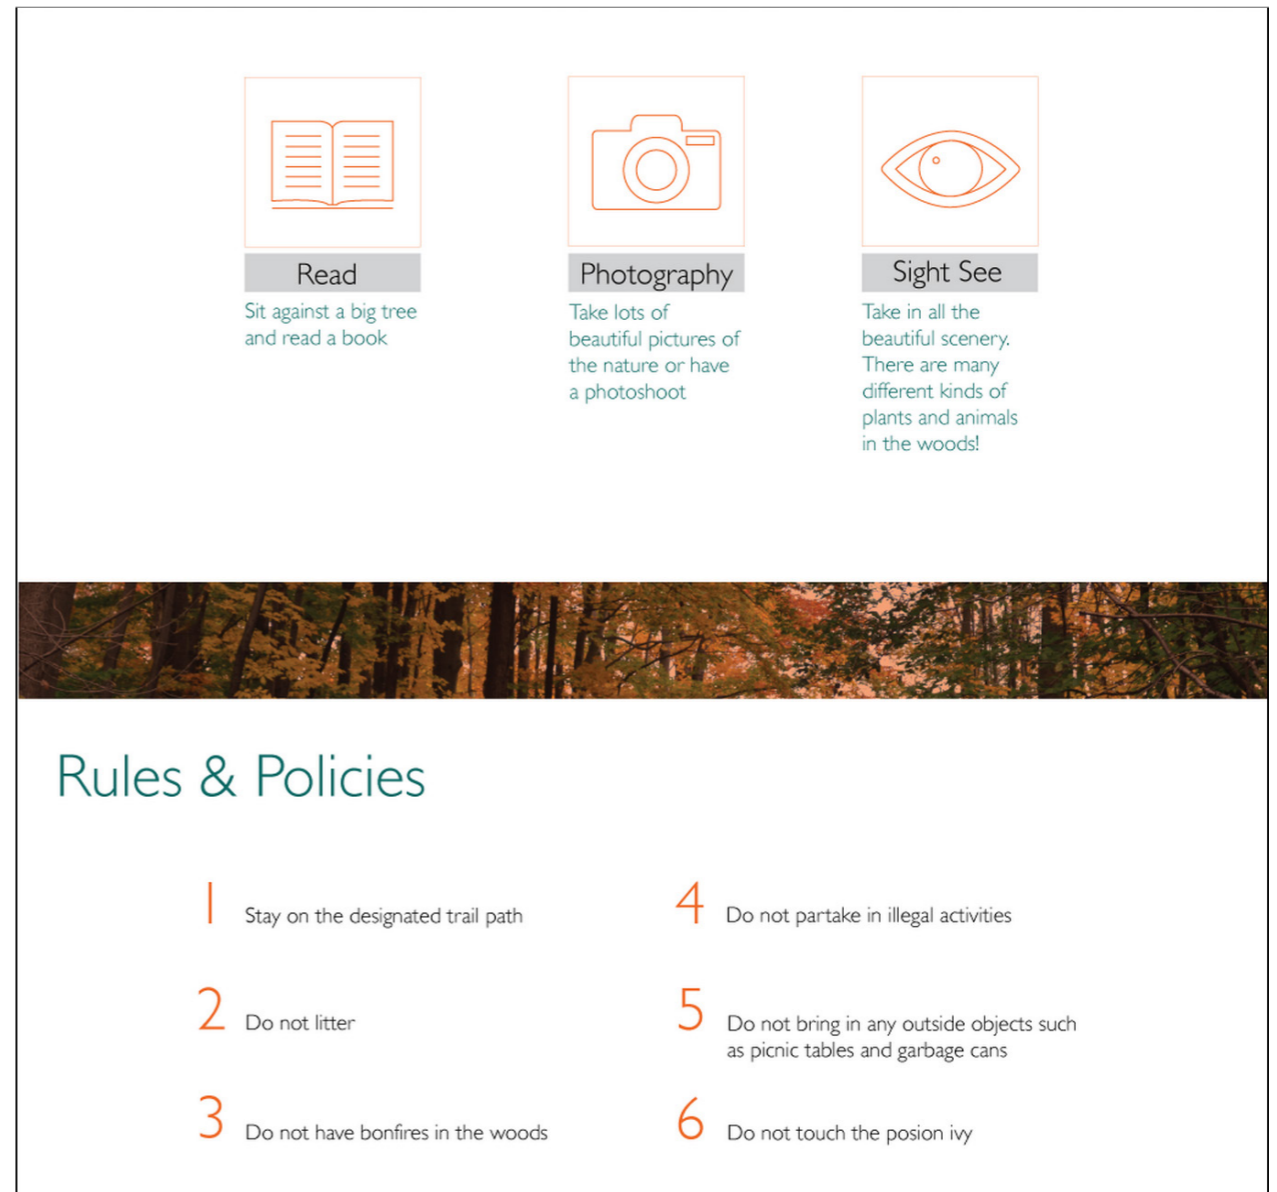 Read
Sit against a big tree
and read a book
Photography
Take lots of
beautiful pictures of
the nature or have
a photoshoot
Sight See
Take in all the
beautiful scenery.
There are many
different kinds of
plants and animals
in the woods!
Rules & Policies
1 Stay on the designated trail path
2 Do not litter
3 Do not have bonfires in the woods
4 Do not partake in illegal activities
5 Do not bring in any outside objects such
as picnic tables and garbage cans
6 Do not touch the posion ivy